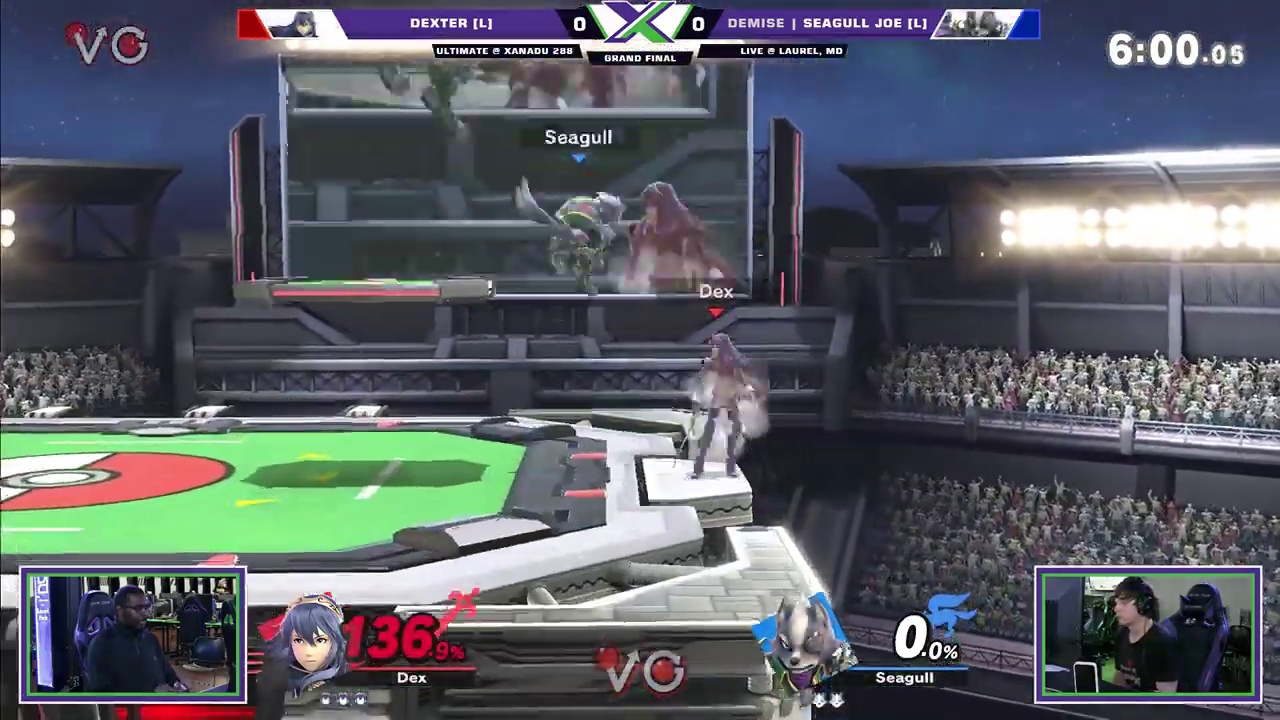 VG
DEXTER [L]
0
0
DEMISE | SEAGULL JOE [L]
ULTIMATE @ XANADU 288
LIVE @ LAUREL, MD
GRAND FINAL
6:00.05
Seagull
Dex
136.9%
Dex
VG
0.0%
Seagull